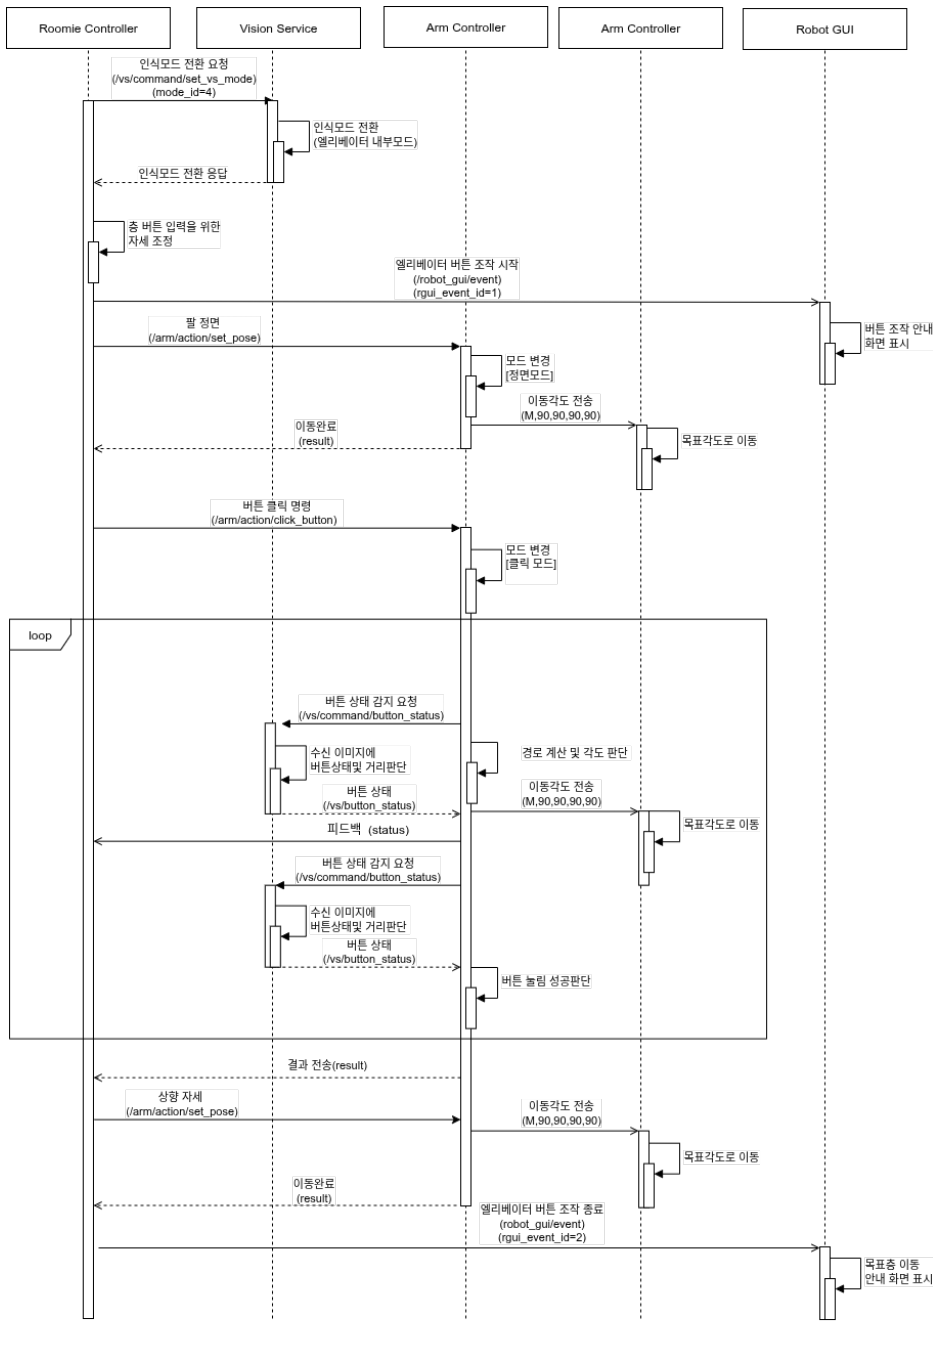 Roomie Controller
Vision Service
Arm Controller
Arm Controller
Robot GUI
인식모드 전환 요청
(/vs/command/set_vs_mode)
(mode_id=4)
인식모드 전환
(엘리베이터 내부모드)
인식모드 전환 응답
층 버튼 입력을 위한
자세 조정
엘리베이터 버튼 조작 시작
(/robot_gui/event)
(rgui_event_id=1)
팔 정면
(/arm/action/set_pose)
버튼 조작 안내
화면 표시
모드 변경
[정면모드]
이동각도 전송
(M,90,90,90,90)
이동완료
(result)
목표각도로 이동
버튼 클릭 명령
(/arm/action/click_button)
모드 변경
[클릭 모드]
loop
버튼 상태 감지 요청
(/vs/command/button_status)
수신 이미지에
버튼상태및 거리판단
경로 계산 및 각도 판단
버튼 상태
(/vs/button_status)
이동각도 전송
(M,90,90,90,90)
목표각도로 이동
피드백 (status)
버튼 상태 감지 요청
(/vs/command/button_status)
수신 이미지에
버튼상태및 거리판단
버튼 상태
(/vs/button_status)
버튼 눌림 성공판단
결과 전송(result)
상향 자세
(/arm/action/set_pose)
이동각도 전송
(M,90,90,90,90)
목표각도로 이동
이동완료
(result)
엘리베이터 버튼 조작 종료
(robot_gui/event)
(rgui_event_id=2)
목표층 이동
안내 화면 표시